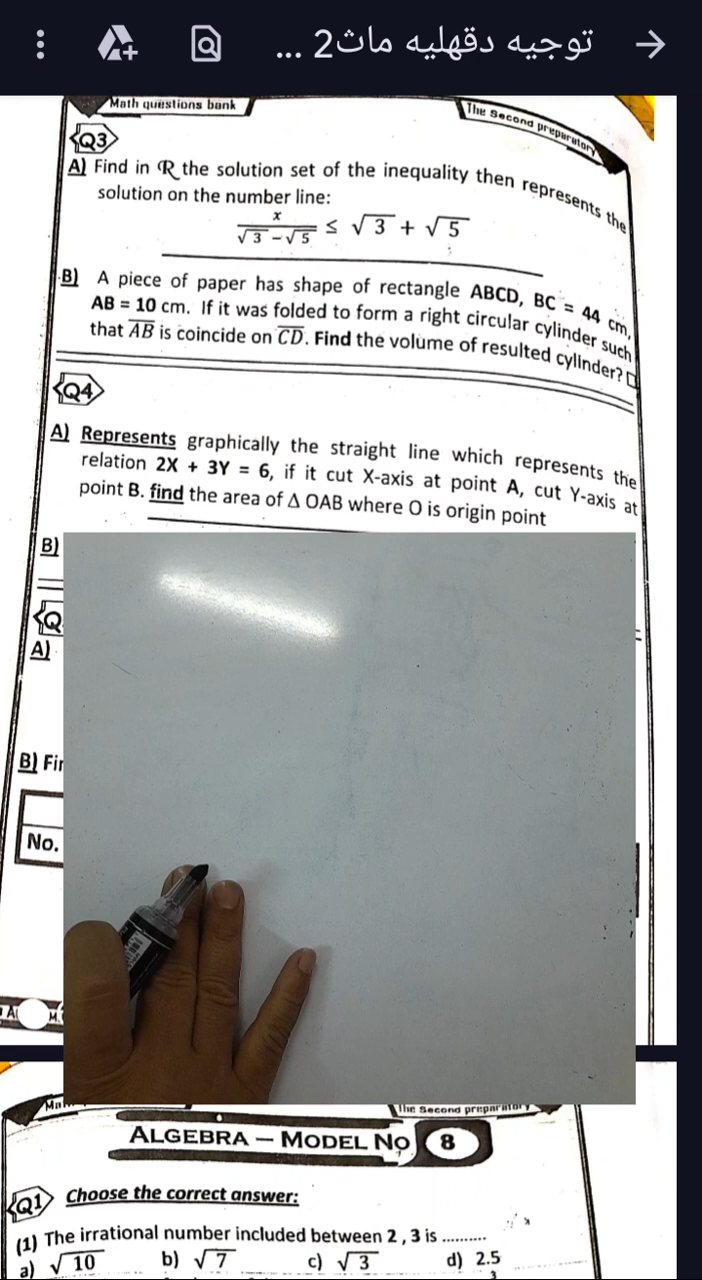 توجيه دقهليه ماث2 ...
Math questions bank
The Second preparatory
Q3
A) Find in ℝ the solution set of the inequality then represents the
solution on the number line:
x / (√3 − √5) ≤ √3 + √5
B) A piece of paper has shape of rectangle ABCD, BC = 44 cm,
AB = 10 cm. If it was folded to form a right circular cylinder such
that AB is coincide on CD. Find the volume of resulted cylinder?
Q4
A) Represents graphically the straight line which represents the
relation 2X + 3Y = 6, if it cut X-axis at point A, cut Y-axis at
point B. find the area of Δ OAB where O is origin point
B)
A)
B)
No.
The Second preparatory
ALGEBRA – MODEL NO 8
Q1 Choose the correct answer:
(1) The irrational number included between 2 , 3 is ..........
a) √10 b) √7 c) √3 d) 2.5